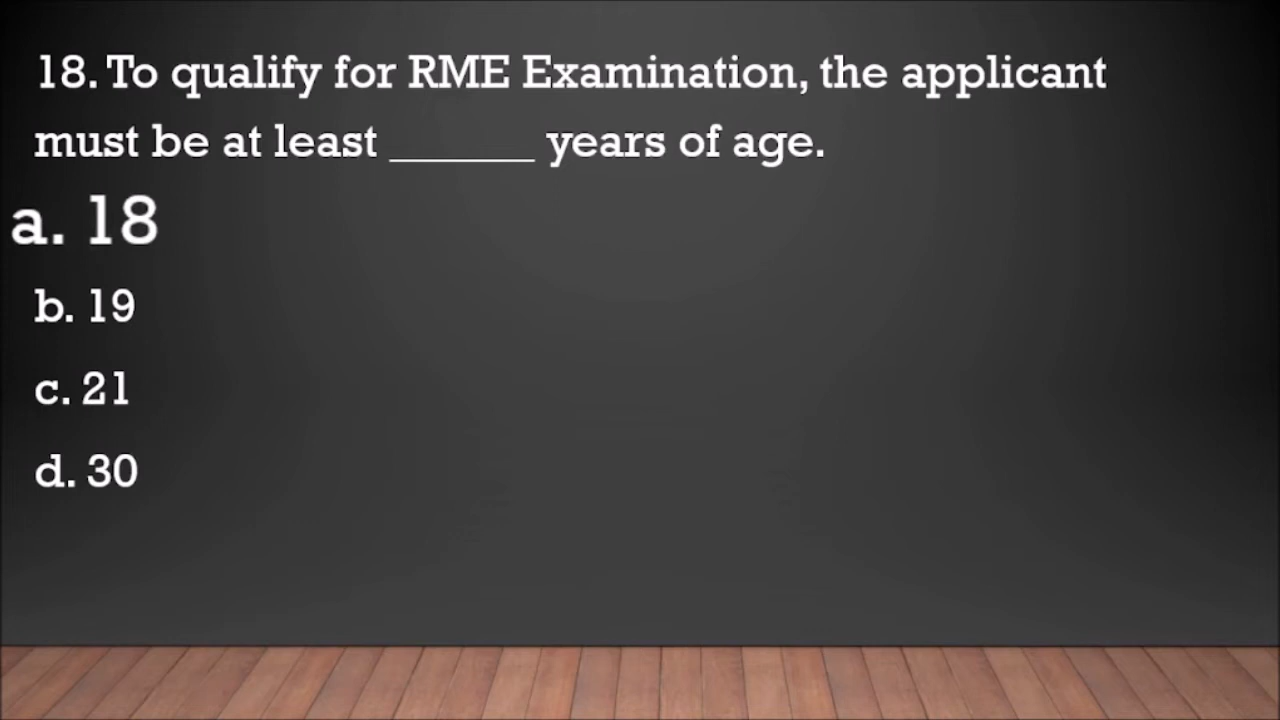 18. To qualify for RME Examination, the applicant
must be at least ______ years of age.
a. 18
b. 19
c. 21
d. 30